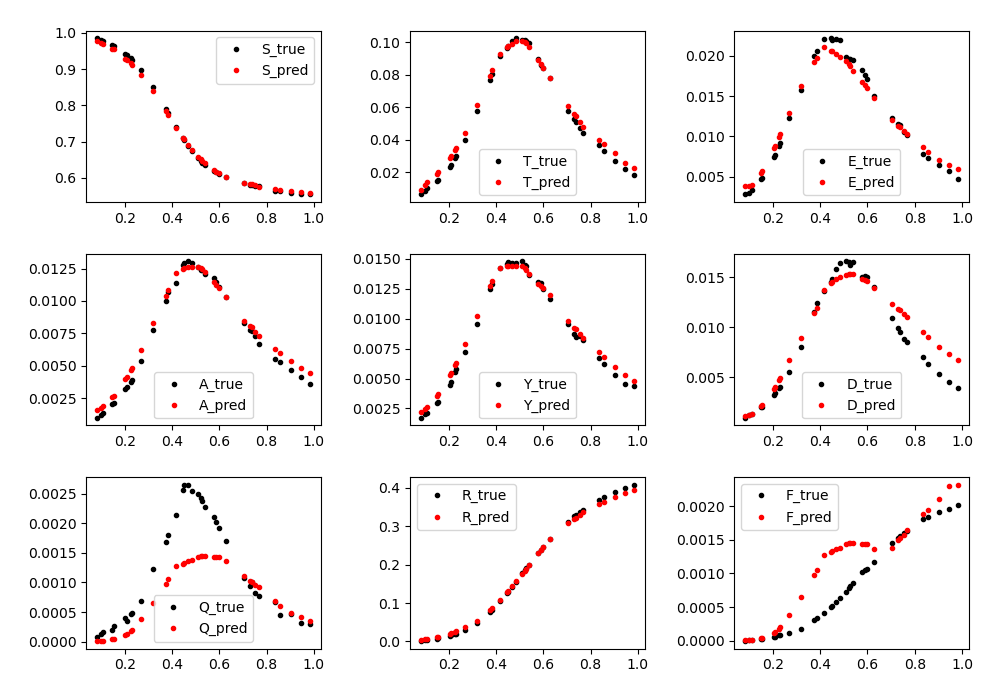 1.0
0.9
0.8
0.7
0.6
S_true
S_pred
0.2 0.4 0.6 0.8 1.0
0.10
0.08
0.06
0.04
0.02
T_true
T_pred
0.2 0.4 0.6 0.8 1.0
0.020
0.015
0.010
0.005
E_true
E_pred
0.2 0.4 0.6 0.8 1.0
0.0125
0.0100
0.0075
0.0050
0.0025
A_true
A_pred
0.2 0.4 0.6 0.8 1.0
0.0150
0.0125
0.0100
0.0075
0.0050
0.0025
Y_true
Y_pred
0.2 0.4 0.6 0.8 1.0
0.015
0.010
0.005
D_true
D_pred
0.2 0.4 0.6 0.8 1.0
0.0025
0.0020
0.0015
0.0010
0.0005
0.0000
Q_true
Q_pred
0.2 0.4 0.6 0.8 1.0
0.4
0.3
0.2
0.1
0.0
R_true
R_pred
0.2 0.4 0.6 0.8 1.0
0.0020
0.0015
0.0010
0.0005
0.0000
F_true
F_pred
0.2 0.4 0.6 0.8 1.0